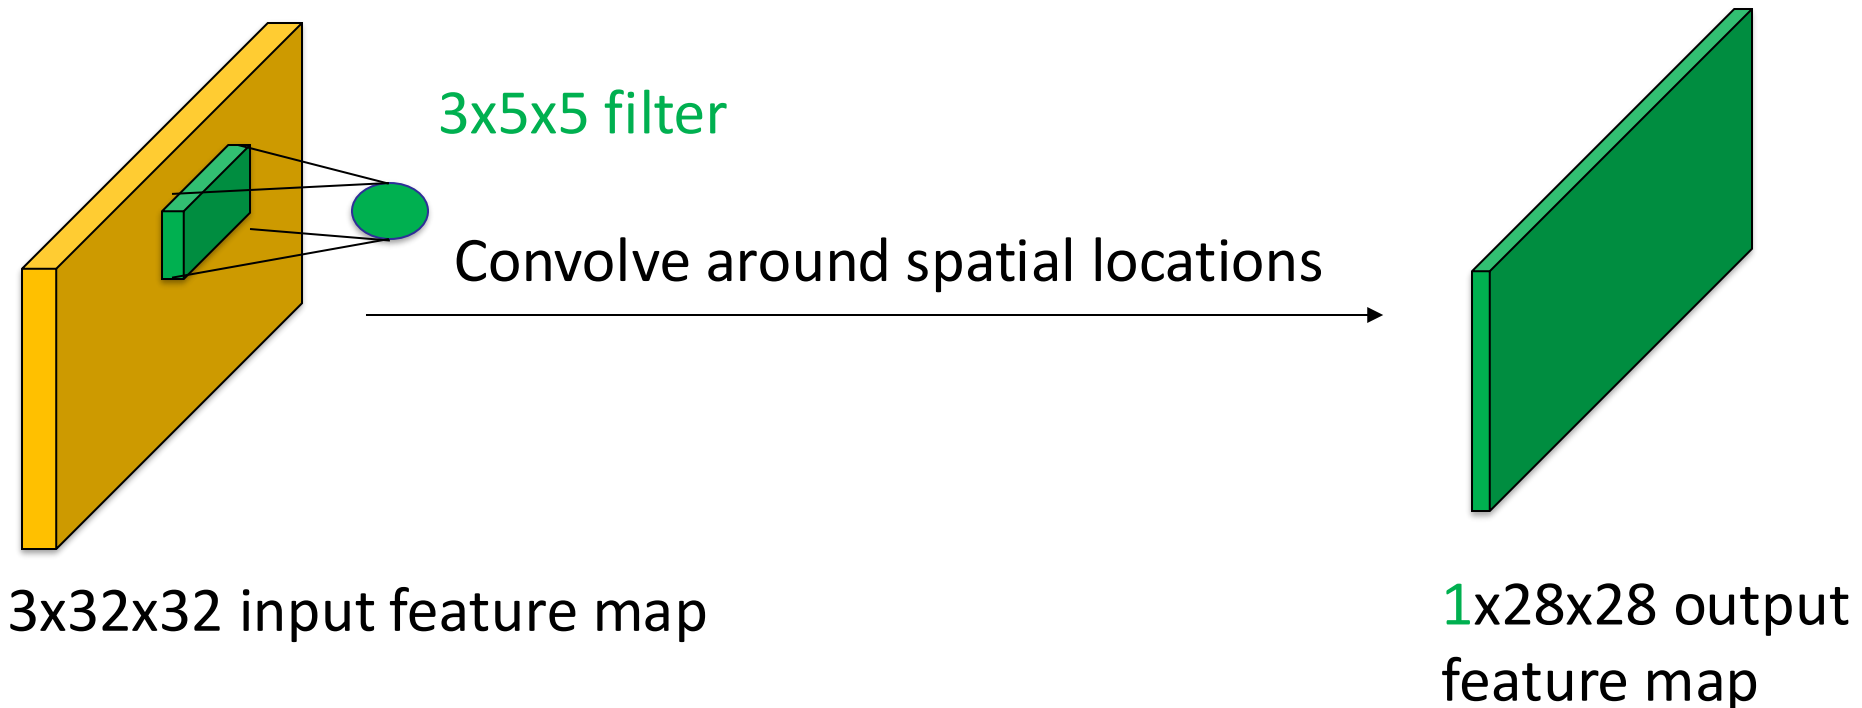 3x5x5 filter
Convolve around spatial locations
3x32x32 input feature map
1x28x28 output
feature map